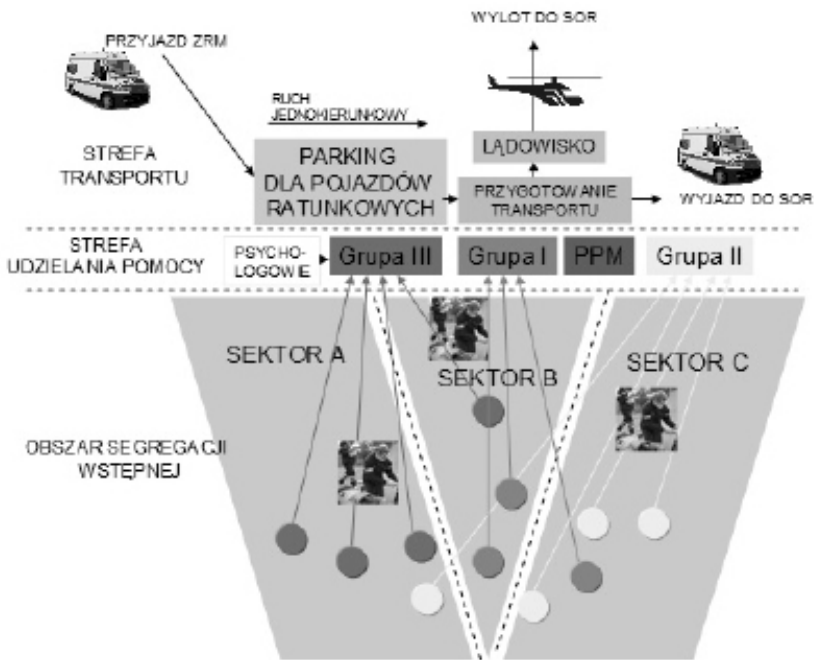 WYLOT DO SOR
PRZYJAZD ZRM
RUCH
JEDNOKIERUNKOWY
STREFA
TRANSPORTU
PARKING
DLA POJAZDÓW
RATUNKOWYCH
LĄDOWISKO
PRZYGOTOWANIE
TRANSPORTU
WYJAZD DO SOR
STREFA
UDZIELANIA POMOCY
PSYCHO-
LOGOWIE
Grupa III
Grupa I
PPM
Grupa II
SEKTOR A
SEKTOR B
SEKTOR C
OBSZAR SEGREGACJI
WSTĘPNEJ